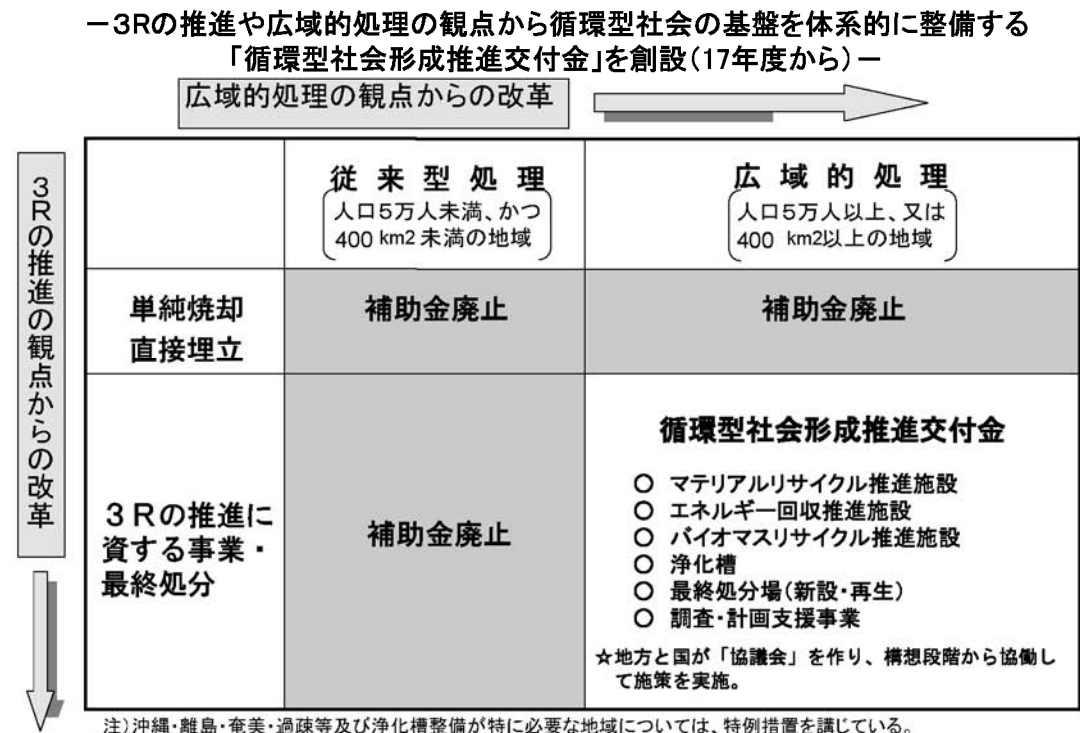 －3Rの推進や広域的処理の観点から循環型社会の基盤を体系的に整備する
「循環型社会形成推進交付金」を創設(17年度から)－
広域的処理の観点からの改革
3Rの推進の観点からの改革
従来型処理
人口5万人未満、かつ
400 km2 未満の地域
広域的処理
人口5万人以上、又は
400 km2以上の地域
単純焼却
直接埋立
補助金廃止
補助金廃止
3Rの推進に
資する事業・
最終処分
補助金廃止
循環型社会形成推進交付金
○ マテリアルリサイクル推進施設
○ エネルギー回収推進施設
○ バイオマスリサイクル推進施設
○ 浄化槽
○ 最終処分場(新設・再生)
○ 調査・計画支援事業
☆地方と国が「協議会」を作り、構想段階から協働し
て施策を実施。
注)沖縄・離島・奄美・過疎等及び浄化槽整備が特に必要な地域については、特例措置を講じている。